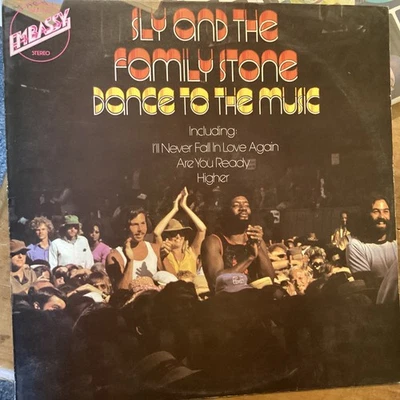 EMBASSY
STEREO
SLY AND THE
FAMILY STONE
DANCE TO THE MUSIC
Including:
I'll Never Fall In Love Again
Are You Ready
Higher